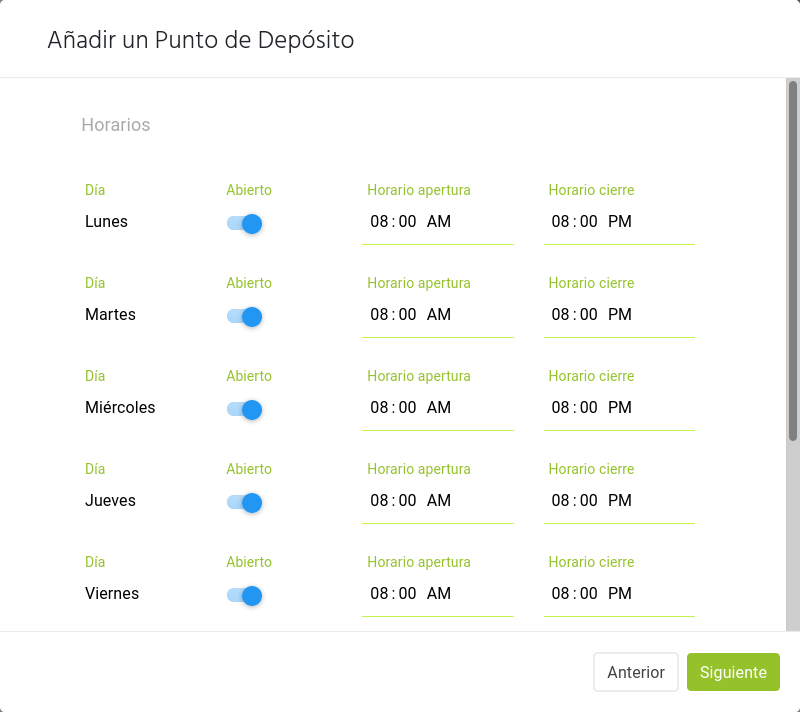 Añadir un Punto de Depósito
Horarios
Día Abierto Horario apertura Horario cierre
Lunes 08:00 AM 08:00 PM
Día Abierto Horario apertura Horario cierre
Martes 08:00 AM 08:00 PM
Día Abierto Horario apertura Horario cierre
Miércoles 08:00 AM 08:00 PM
Día Abierto Horario apertura Horario cierre
Jueves 08:00 AM 08:00 PM
Día Abierto Horario apertura Horario cierre
Viernes 08:00 AM 08:00 PM
Anterior Siguiente